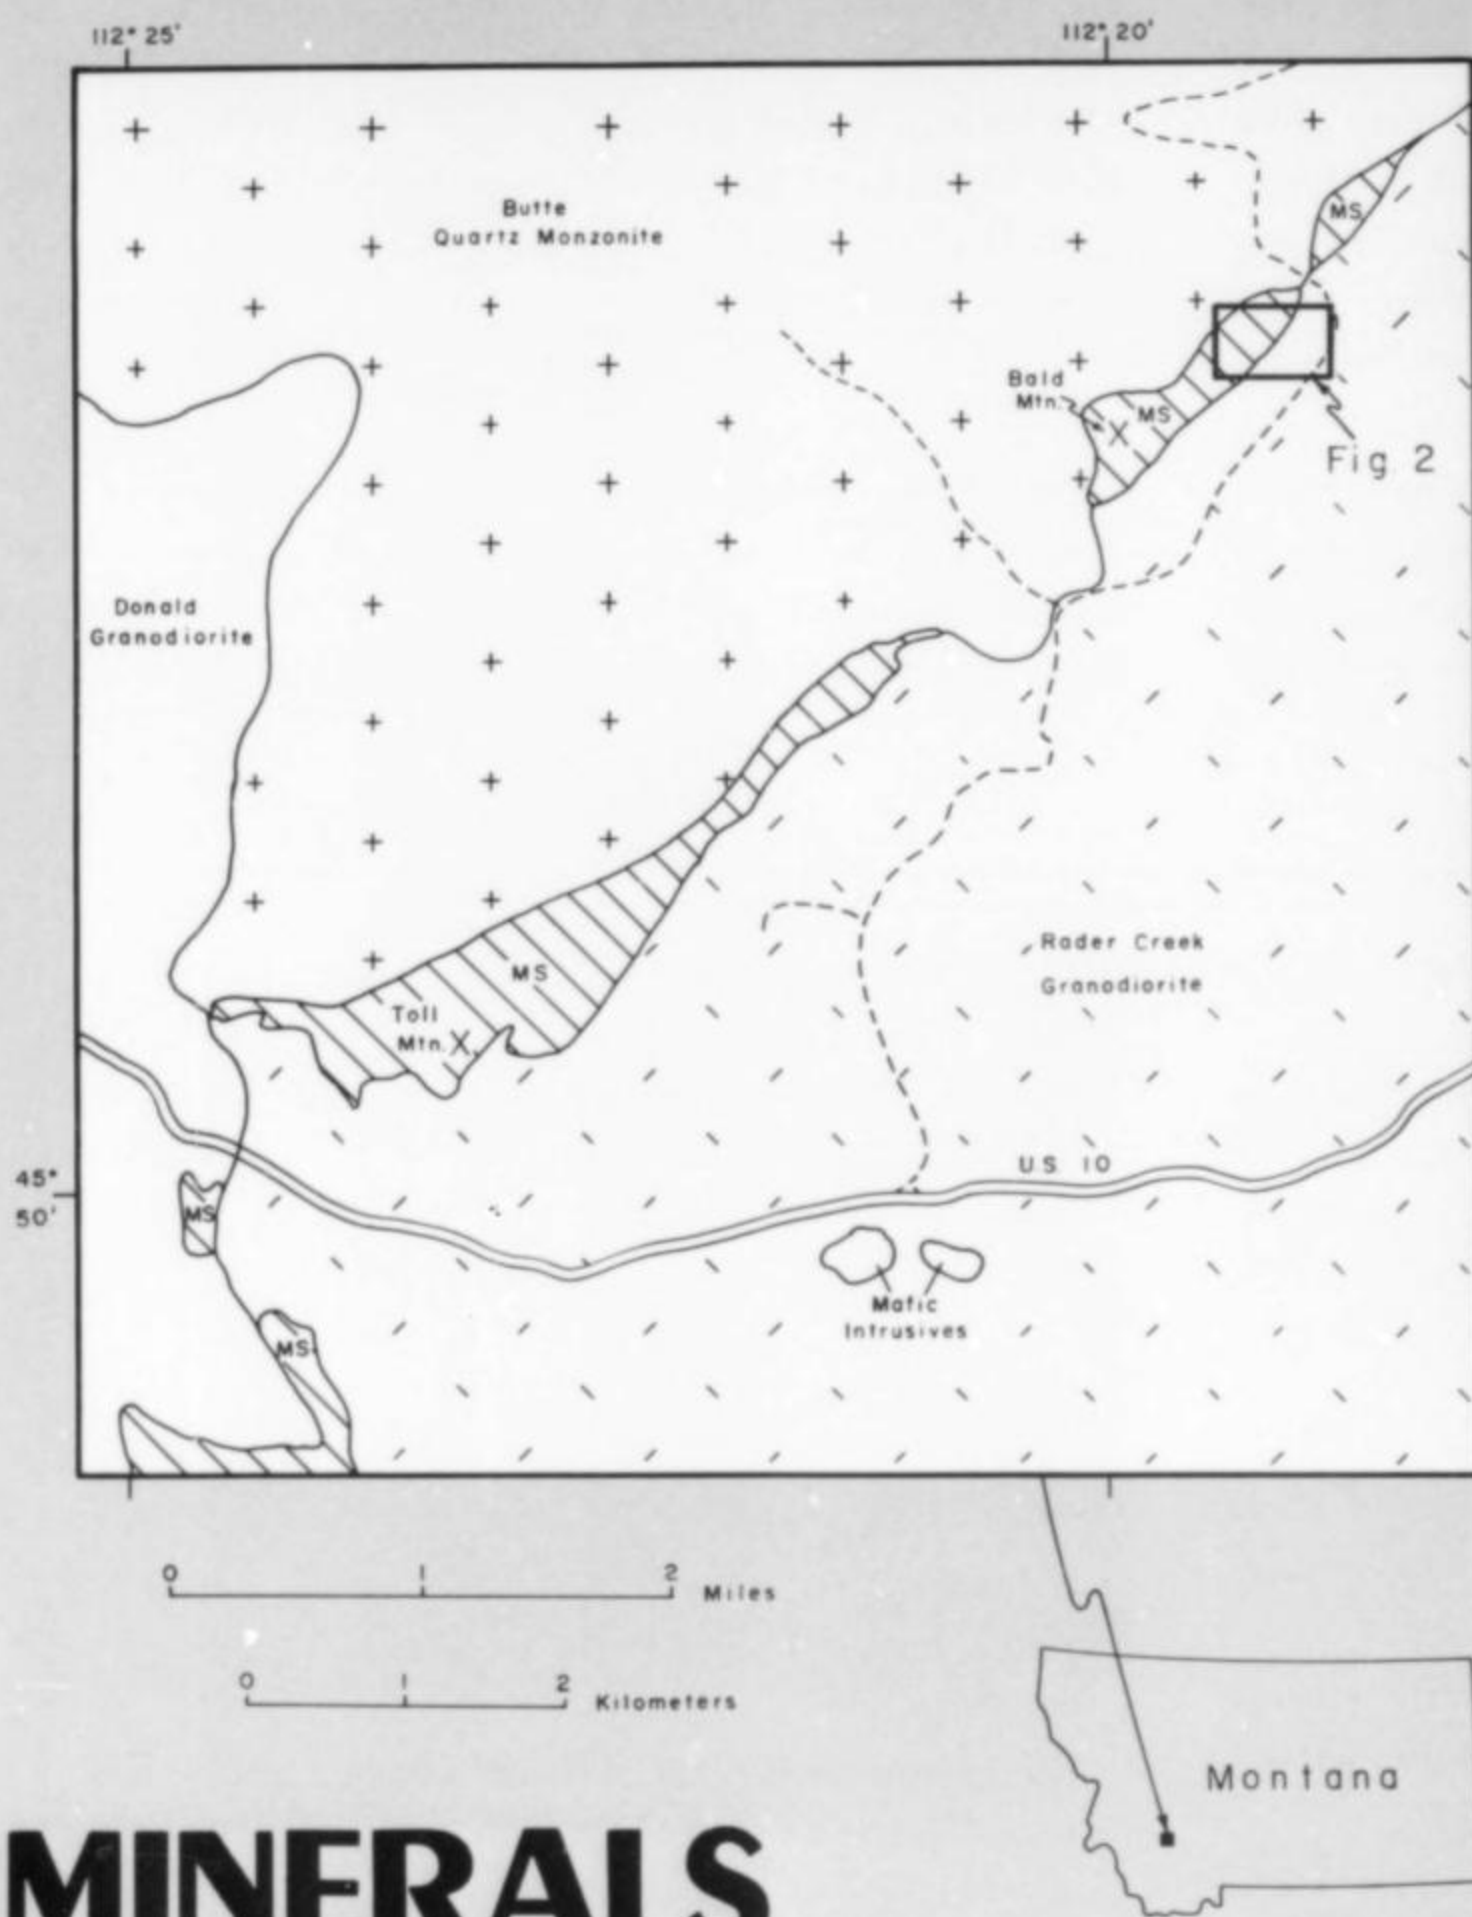 112° 25'
112° 20'
Butte
Quartz Monzonite
MS
Bald
Mtn.
MS
Fig 2
Donald
Granodiorite
MS
Toll
Mtn.
Rader Creek
Granodiorite
45°
50'
U.S. 10
MS
Mafic
Intrusives
MS
0 1 2 Miles
0 1 2 Kilometers
Montana
MINERALS